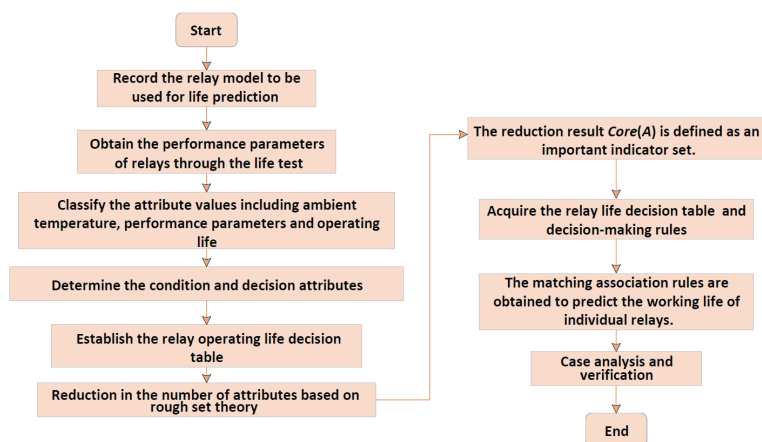 Start
Record the relay model to be
used for life prediction
Obtain the performance parameters
of relays through the life test
Classify the attribute values including ambient
temperature, performance parameters and operating
life
Determine the condition and decision attributes
Establish the relay operating life decision
table
Reduction in the number of attributes based on
rough set theory
The reduction result Core(A) is defined as an
important indicator set.
Acquire the relay life decision table and
decision-making rules
The matching association rules are
obtained to predict the working life of
individual relays.
Case analysis and
verification
End